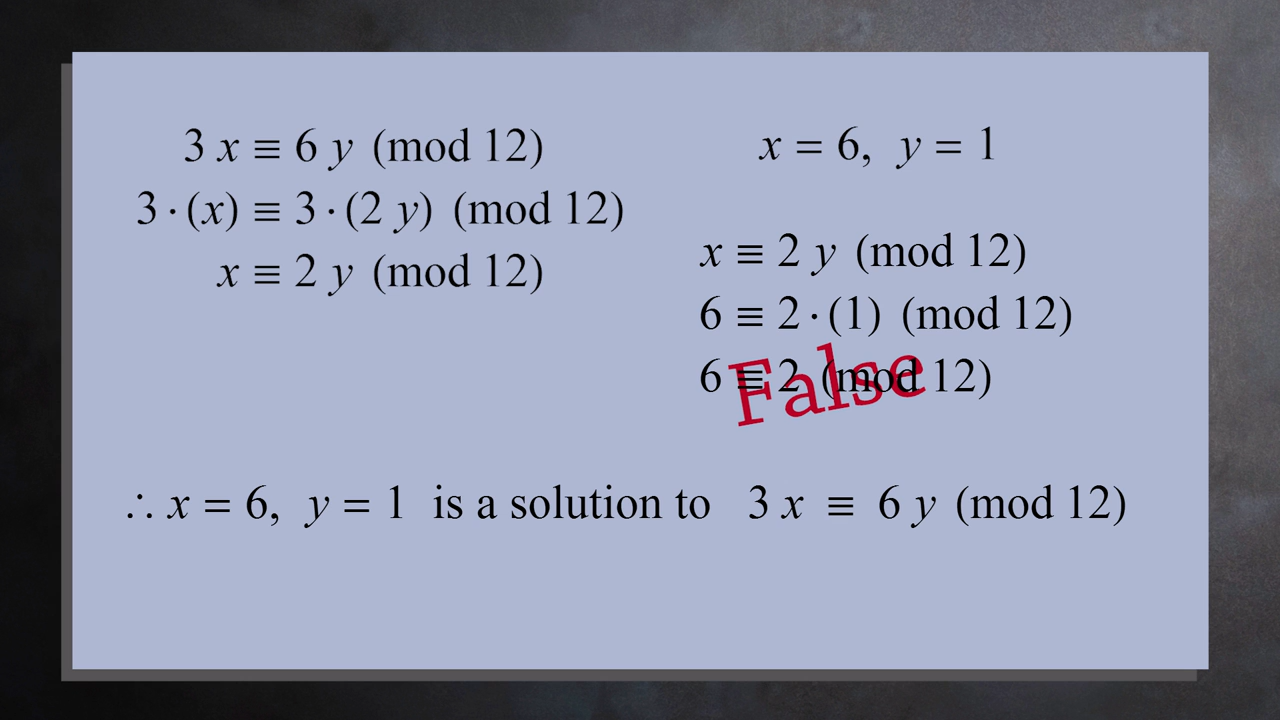 3 x ≡ 6 y (mod 12)
3 · (x) ≡ 3 · (2 y) (mod 12)
x ≡ 2 y (mod 12)
x = 6, y = 1
x ≡ 2 y (mod 12)
6 ≡ 2 · (1) (mod 12)
6 ≡ 2 (mod 12)
False
∴ x = 6, y = 1 is a solution to 3 x ≡ 6 y (mod 12)